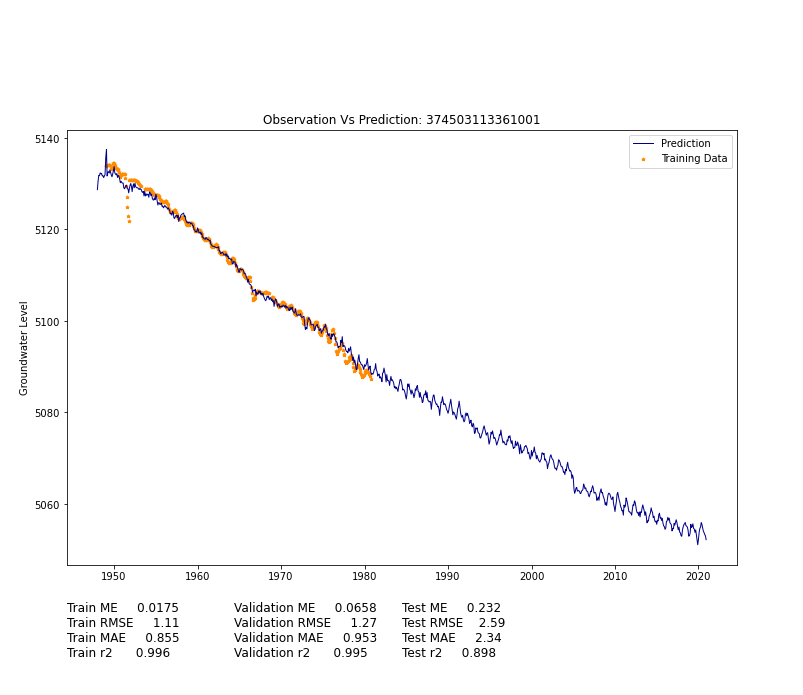 Observation Vs Prediction: 374503113361001
Prediction
Training Data
Groundwater Level
5140
5120
5100
5080
5060
1950 1960 1970 1980 1990 2000 2010 2020
Train ME 0.0175 Validation ME 0.0658 Test ME 0.232
Train RMSE 1.11 Validation RMSE 1.27 Test RMSE 2.59
Train MAE 0.855 Validation MAE 0.953 Test MAE 2.34
Train r2 0.996 Validation r2 0.995 Test r2 0.898